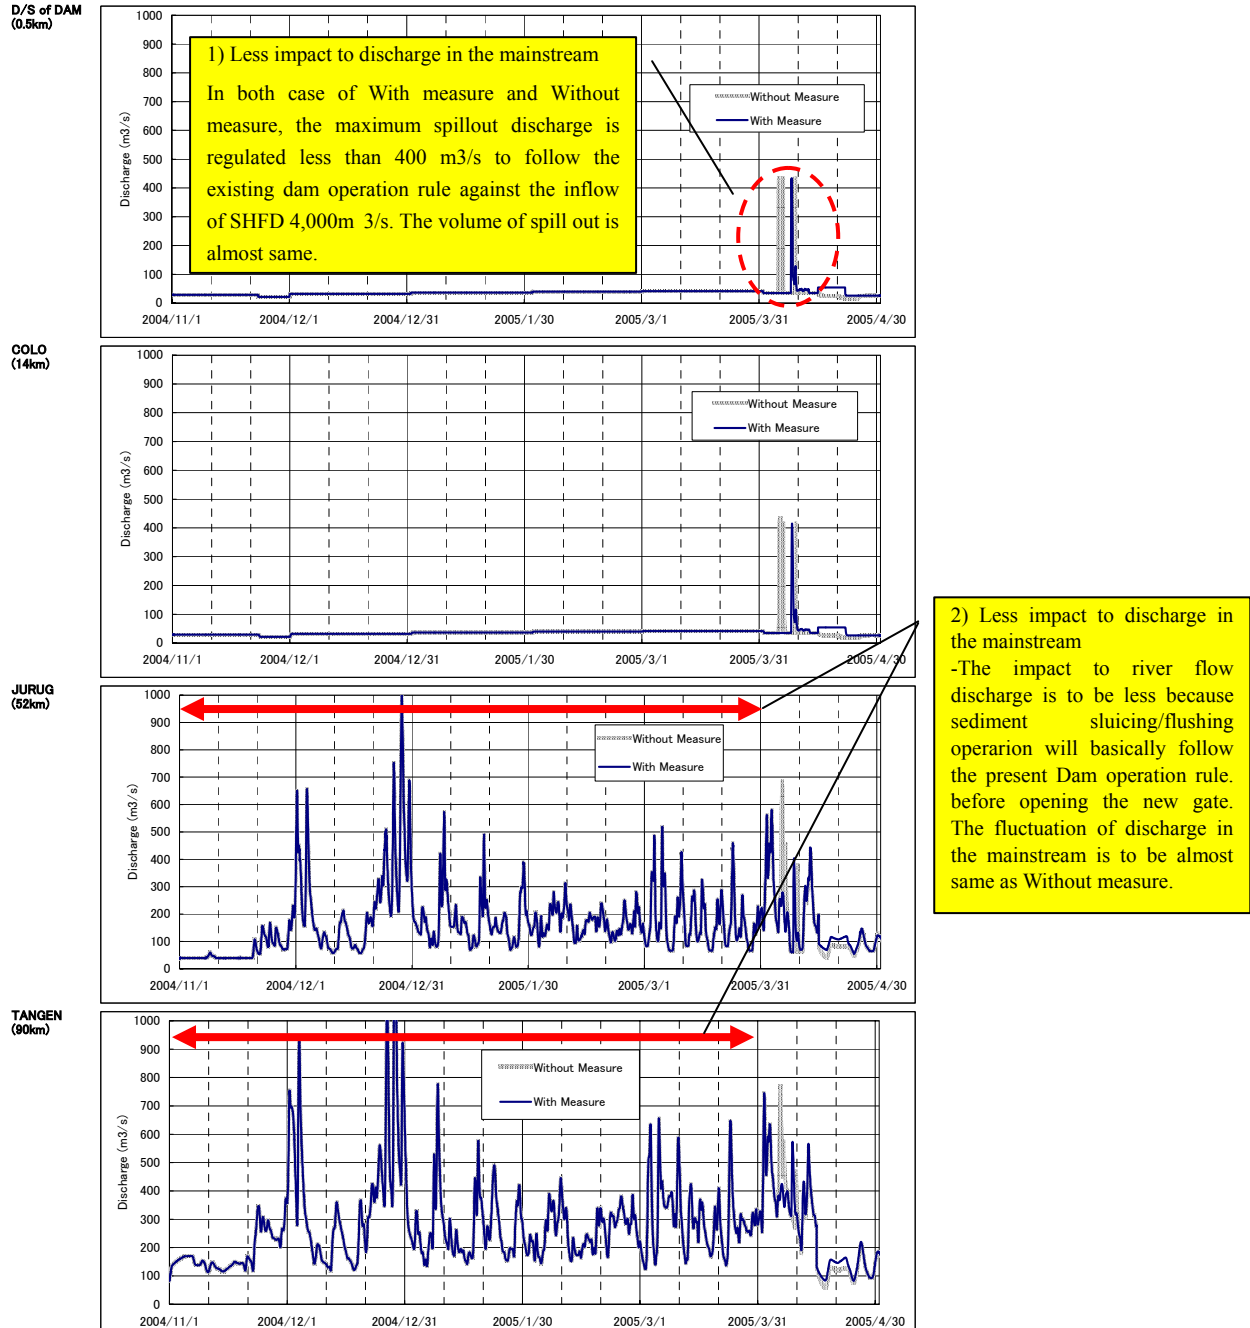 D/S of DAM
(0.5km)
1000
900
800
700
600
500
400
300
200
100
0
Discharge (m3/s)
1) Less impact to discharge in the mainstream
In both case of With measure and Without
measure, the maximum spillout discharge is
regulated less than 400 m3/s to follow the
existing dam operation rule against the inflow
of SHFD 4,000m 3/s. The volume of spill out is
almost same.
Without Measure
With Measure
2004/11/1 2004/12/1 2004/12/31 2005/1/30 2005/3/1 2005/3/31 2005/4/30
COLO
(14km)
1000
900
800
700
600
500
400
300
200
100
0
Discharge (m3/s)
Without Measure
With Measure
2004/11/1 2004/12/1 2004/12/31 2005/1/30 2005/3/1 2005/3/31 2005/4/30
2) Less impact to discharge in
the mainstream
-The impact to river flow
discharge is to be less because
sediment sluicing/flushing
operarion will basically follow
the present Dam operation rule.
before opening the new gate.
The fluctuation of discharge in
the mainstream is to be almost
same as Without measure.
JURUG
(52km)
1000
900
800
700
600
500
400
300
200
100
0
Discharge (m3/s)
Without Measure
With Measure
2004/11/1 2004/12/1 2004/12/31 2005/1/30 2005/3/1 2005/3/31 2005/4/30
TANGEN
(90km)
1000
900
800
700
600
500
400
300
200
100
0
Discharge (m3/s)
Without Measure
With Measure
2004/11/1 2004/12/1 2004/12/31 2005/1/30 2005/3/1 2005/3/31 2005/4/30